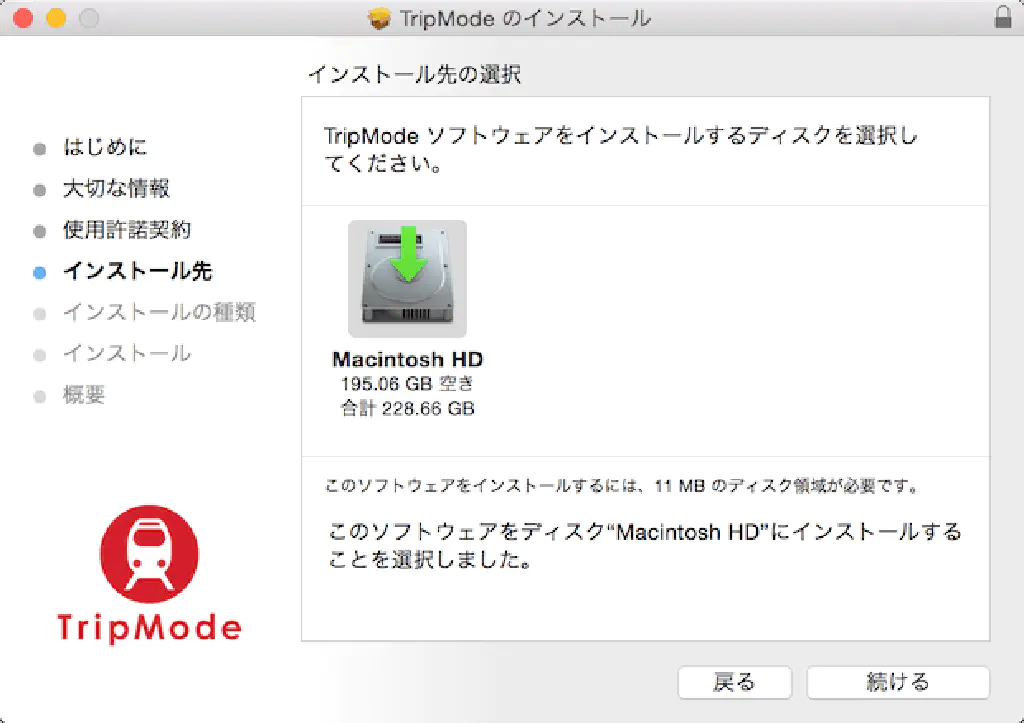 TripMode のインストール
インストール先の選択
はじめに
大切な情報
使用許諾契約
インストール先
インストールの種類
インストール
概要
TripMode
TripMode ソフトウェアをインストールするディスクを選択し
てください。
Macintosh HD
195.06 GB 空き
合計 228.66 GB
このソフトウェアをインストールするには、11 MB のディスク領域が必要です。
このソフトウェアをディスク“Macintosh HD”にインストールする
ことを選択しました。
戻る
続ける